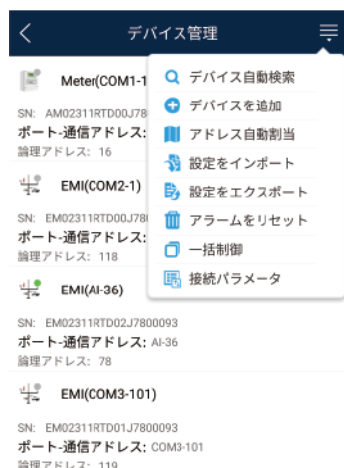 デバイス管理
Meter(COM1-1
SN: AM02311RTD00J78
ポート-通信アドレス:
論理アドレス: 16
EMI(COM2-1)
SN: EM02311RTD00J780
ポート-通信アドレス:
論理アドレス: 118
EMI(AI-36)
SN: EM02311RTD02J7800093
ポート-通信アドレス: AI-36
論理アドレス: 78
EMI(COM3-101)
SN: EM02311RTD01J7800093
ポート-通信アドレス: COM3-101
論理アドレス: 119
デバイス自動検索
デバイスを追加
アドレス自動割当
設定をインポート
設定をエクスポート
アラームをリセット
一括制御
接続パラメータ